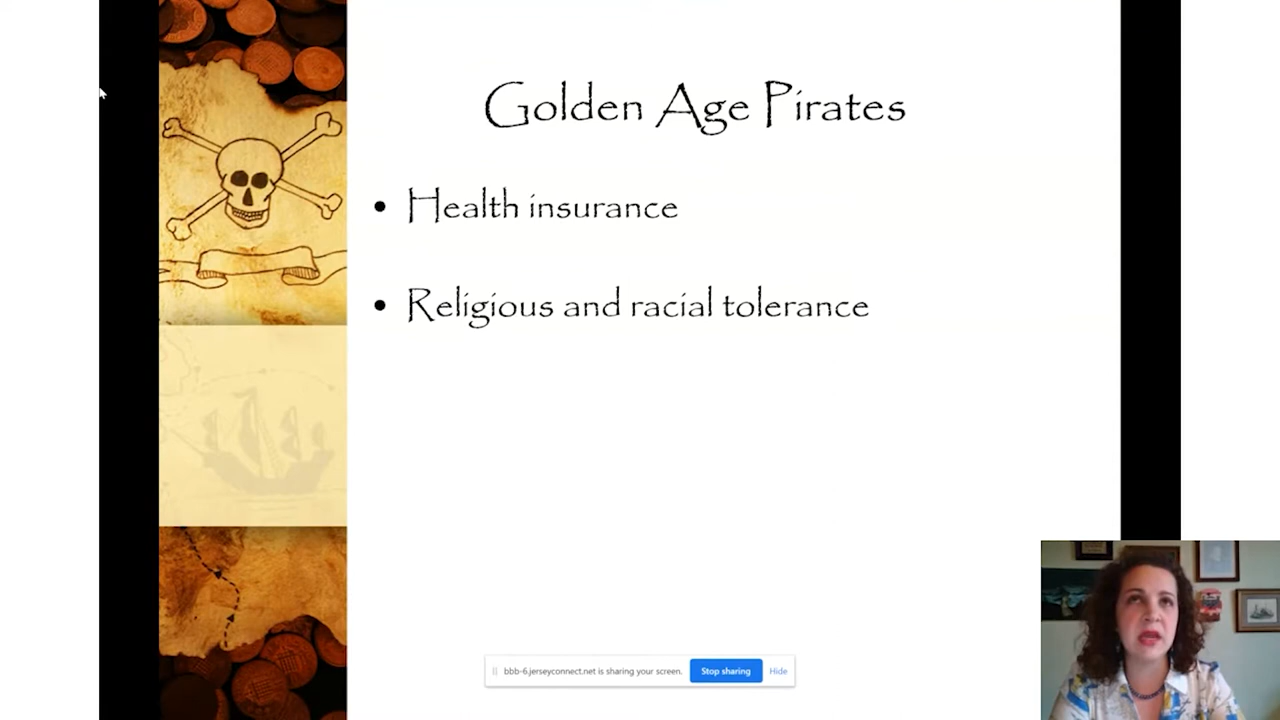 Golden Age Pirates
• Health insurance
• Religious and racial tolerance
bbb-6.jerseyconnect.net is sharing your screen. Stop sharing Hide